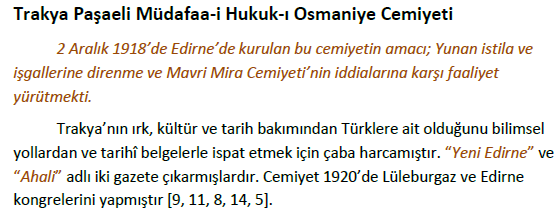 Trakya Paşaeli Müdafaa-i Hukuk-ı Osmaniye Cemiyeti
2 Aralık 1918’de Edirne’de kurulan bu cemiyetin amacı; Yunan istila ve
işgallerine direnme ve Mavri Mira Cemiyeti’nin iddialarına karşı faaliyet
yürütmekti.
Trakya’nın ırk, kültür ve tarih bakımından Türklere ait olduğunu bilimsel
yollardan ve tarihî belgelerle ispat etmek için çaba harcamıştır. “Yeni Edirne” ve
“Ahali” adlı iki gazete çıkarmışlardır. Cemiyet 1920’de Lüleburgaz ve Edirne
kongrelerini yapmıştır [9, 11, 8, 14, 5].